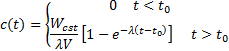 c(t) = { 0    t < t₀
W_cst/λV [1 − e^−λ(t−t₀)]    t > t₀